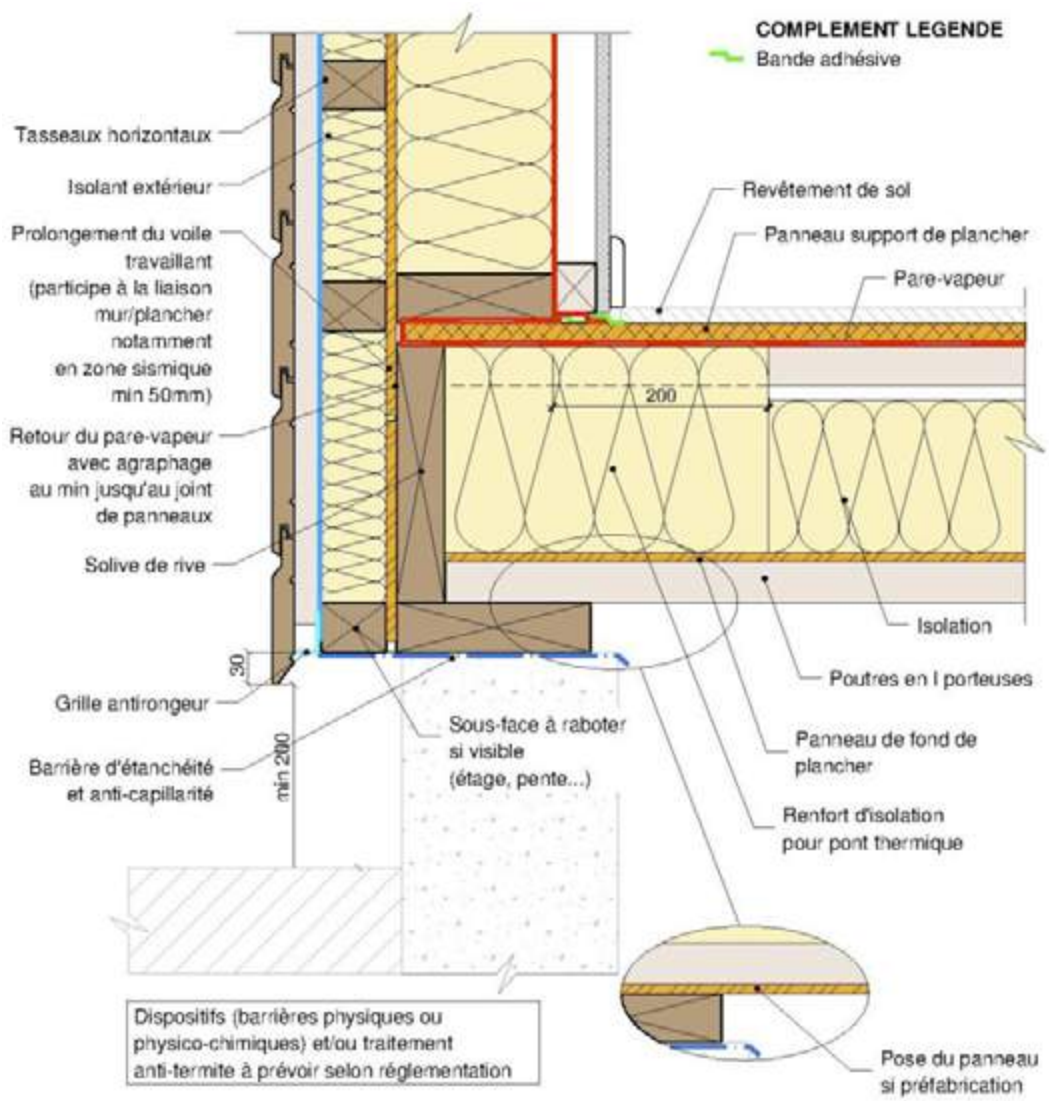 COMPLEMENT LEGENDE
Bande adhésive
Tasseaux horizontaux
Isolant extérieur
Prolongement du voile
travaillant
(participe à la liaison
mur/plancher
notamment
en zone sismique
min 50mm)
Retour du pare-vapeur
avec agraphage
au min jusqu'au joint
de panneaux
Solive de rive
30
Grille antirongeur
Barrière d'étanchéité
et anti-capillarité
min 200
Revêtement de sol
Panneau support de plancher
Pare-vapeur
200
Isolation
Poutres en I porteuses
Sous-face à raboter
si visible
(étage, pente...)
Panneau de fond de
plancher
Renfort d'isolation
pour pont thermique
Dispositifs (barrières physiques ou
physico-chimiques) et/ou traitement
anti-termite à prévoir selon réglementation
Pose du panneau
si préfabrication